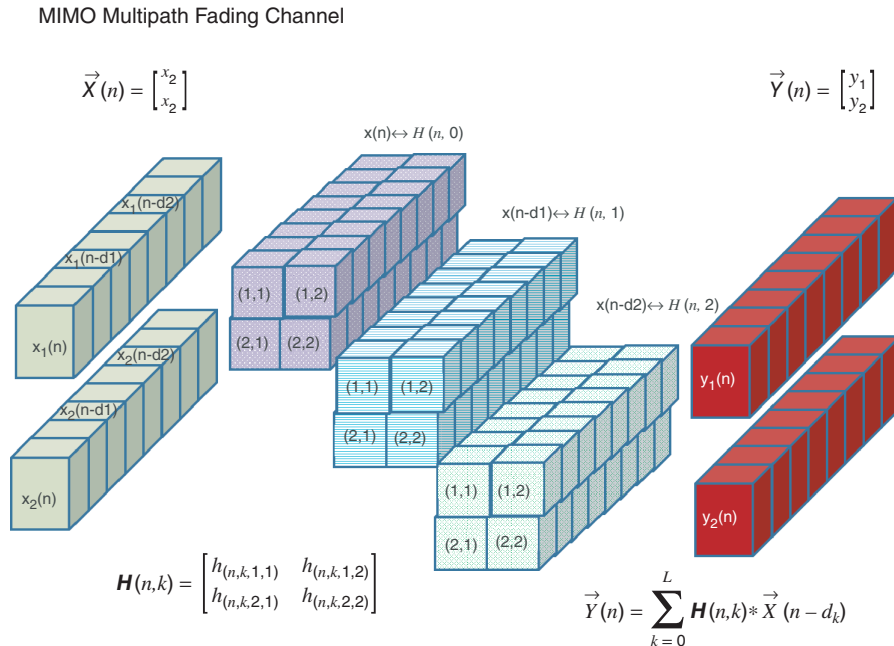 MIMO Multipath Fading Channel
X⃗(n) = [x₂ x₂]
Y⃗(n) = [y₁ y₂]
x(n)↔H(n, 0)
x(n-d1)↔H(n, 1)
x(n-d2)↔H(n, 2)
x₁(n-d2)
x₁(n-d1)
x₁(n)
x₂(n-d2)
x₂(n-d1)
x₂(n)
(1,1) (1,2)
(2,1) (2,2)
(1,1) (1,2)
(2,1) (2,2)
(1,1) (1,2)
(2,1) (2,2)
y₁(n)
y₂(n)
H(n,k) = [h(n,k,1,1) h(n,k,1,2)
h(n,k,2,1) h(n,k,2,2)]
Y⃗(n) = ∑ₖ₌₀ᴸ H(n,k)* X⃗ (n − dₖ)